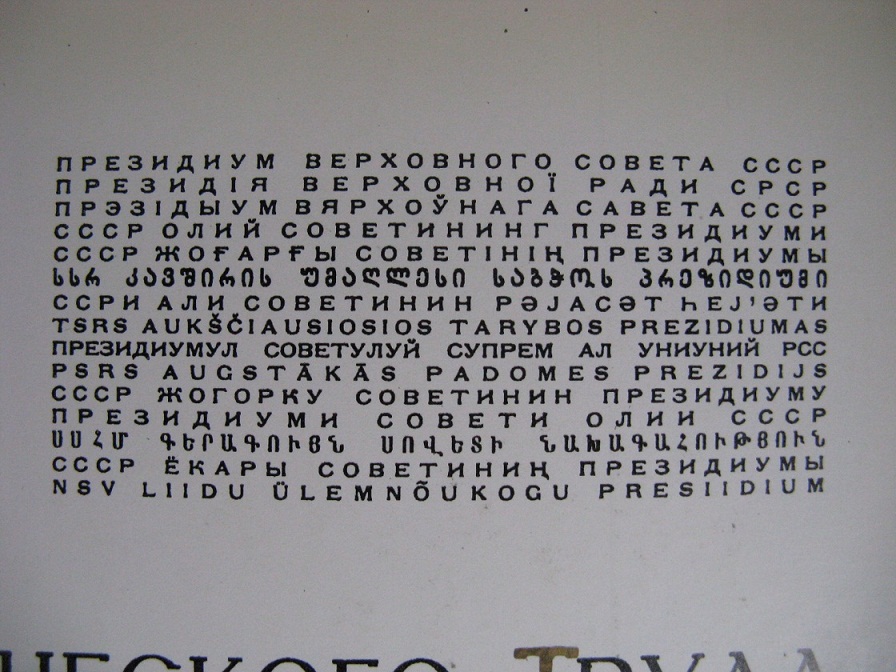 ПРЕЗИДИУМ ВЕРХОВНОГО СОВЕТА СССР
ПРЕЗИДІЯ ВЕРХОВНОЇ РАДИ СРСР
ПРЭЗІДЫУМ ВЯРХОЎНАГА САВЕТА СССР
СССР ОЛИЙ СОВЕТИНИНГ ПРЕЗИДИУМИ
СССР ЖОҒАРҒЫ СОВЕТІНІҢ ПРЕЗИДИУМЫ
სსრ კავშირის უმაღლესი საბჭოს პრეზიდიუმი
ССРИ АЛИ СОВЕТИНИН РӘЈАСӘТ ҺЕЈ'ӘТИ
TSRS AUKŠČIAUSIOSIOS TARYBOS PREZIDIUMAS
ПРЕЗИДИУМУЛ СОВЕТУЛУЙ СУПРЕМ АЛ УНИУНИЙ РСС
PSRS AUGSTĀKĀS PADOMES PREZIDIJS
СССР ЖОГОРКУ СОВЕТИНИН ПРЕЗИДИУМУ
ПРЕЗИДИУМИ СОВЕТИ ОЛИИ СССР
ՍՍՀՄ ԳԵՐԱԳՈՒՅՆ ՍՈՎԵՏԻ ՆԱԽԱԳԱՀՈՒԹՅՈՒՆ
СССР ЁКАРЫ СОВЕТИНИҢ ПРЕЗИДИУМЫ
NSV LIIDU ÜLEMNÕUKOGU PRESIIDIUM
ЧЕСКОГО ТРУДА